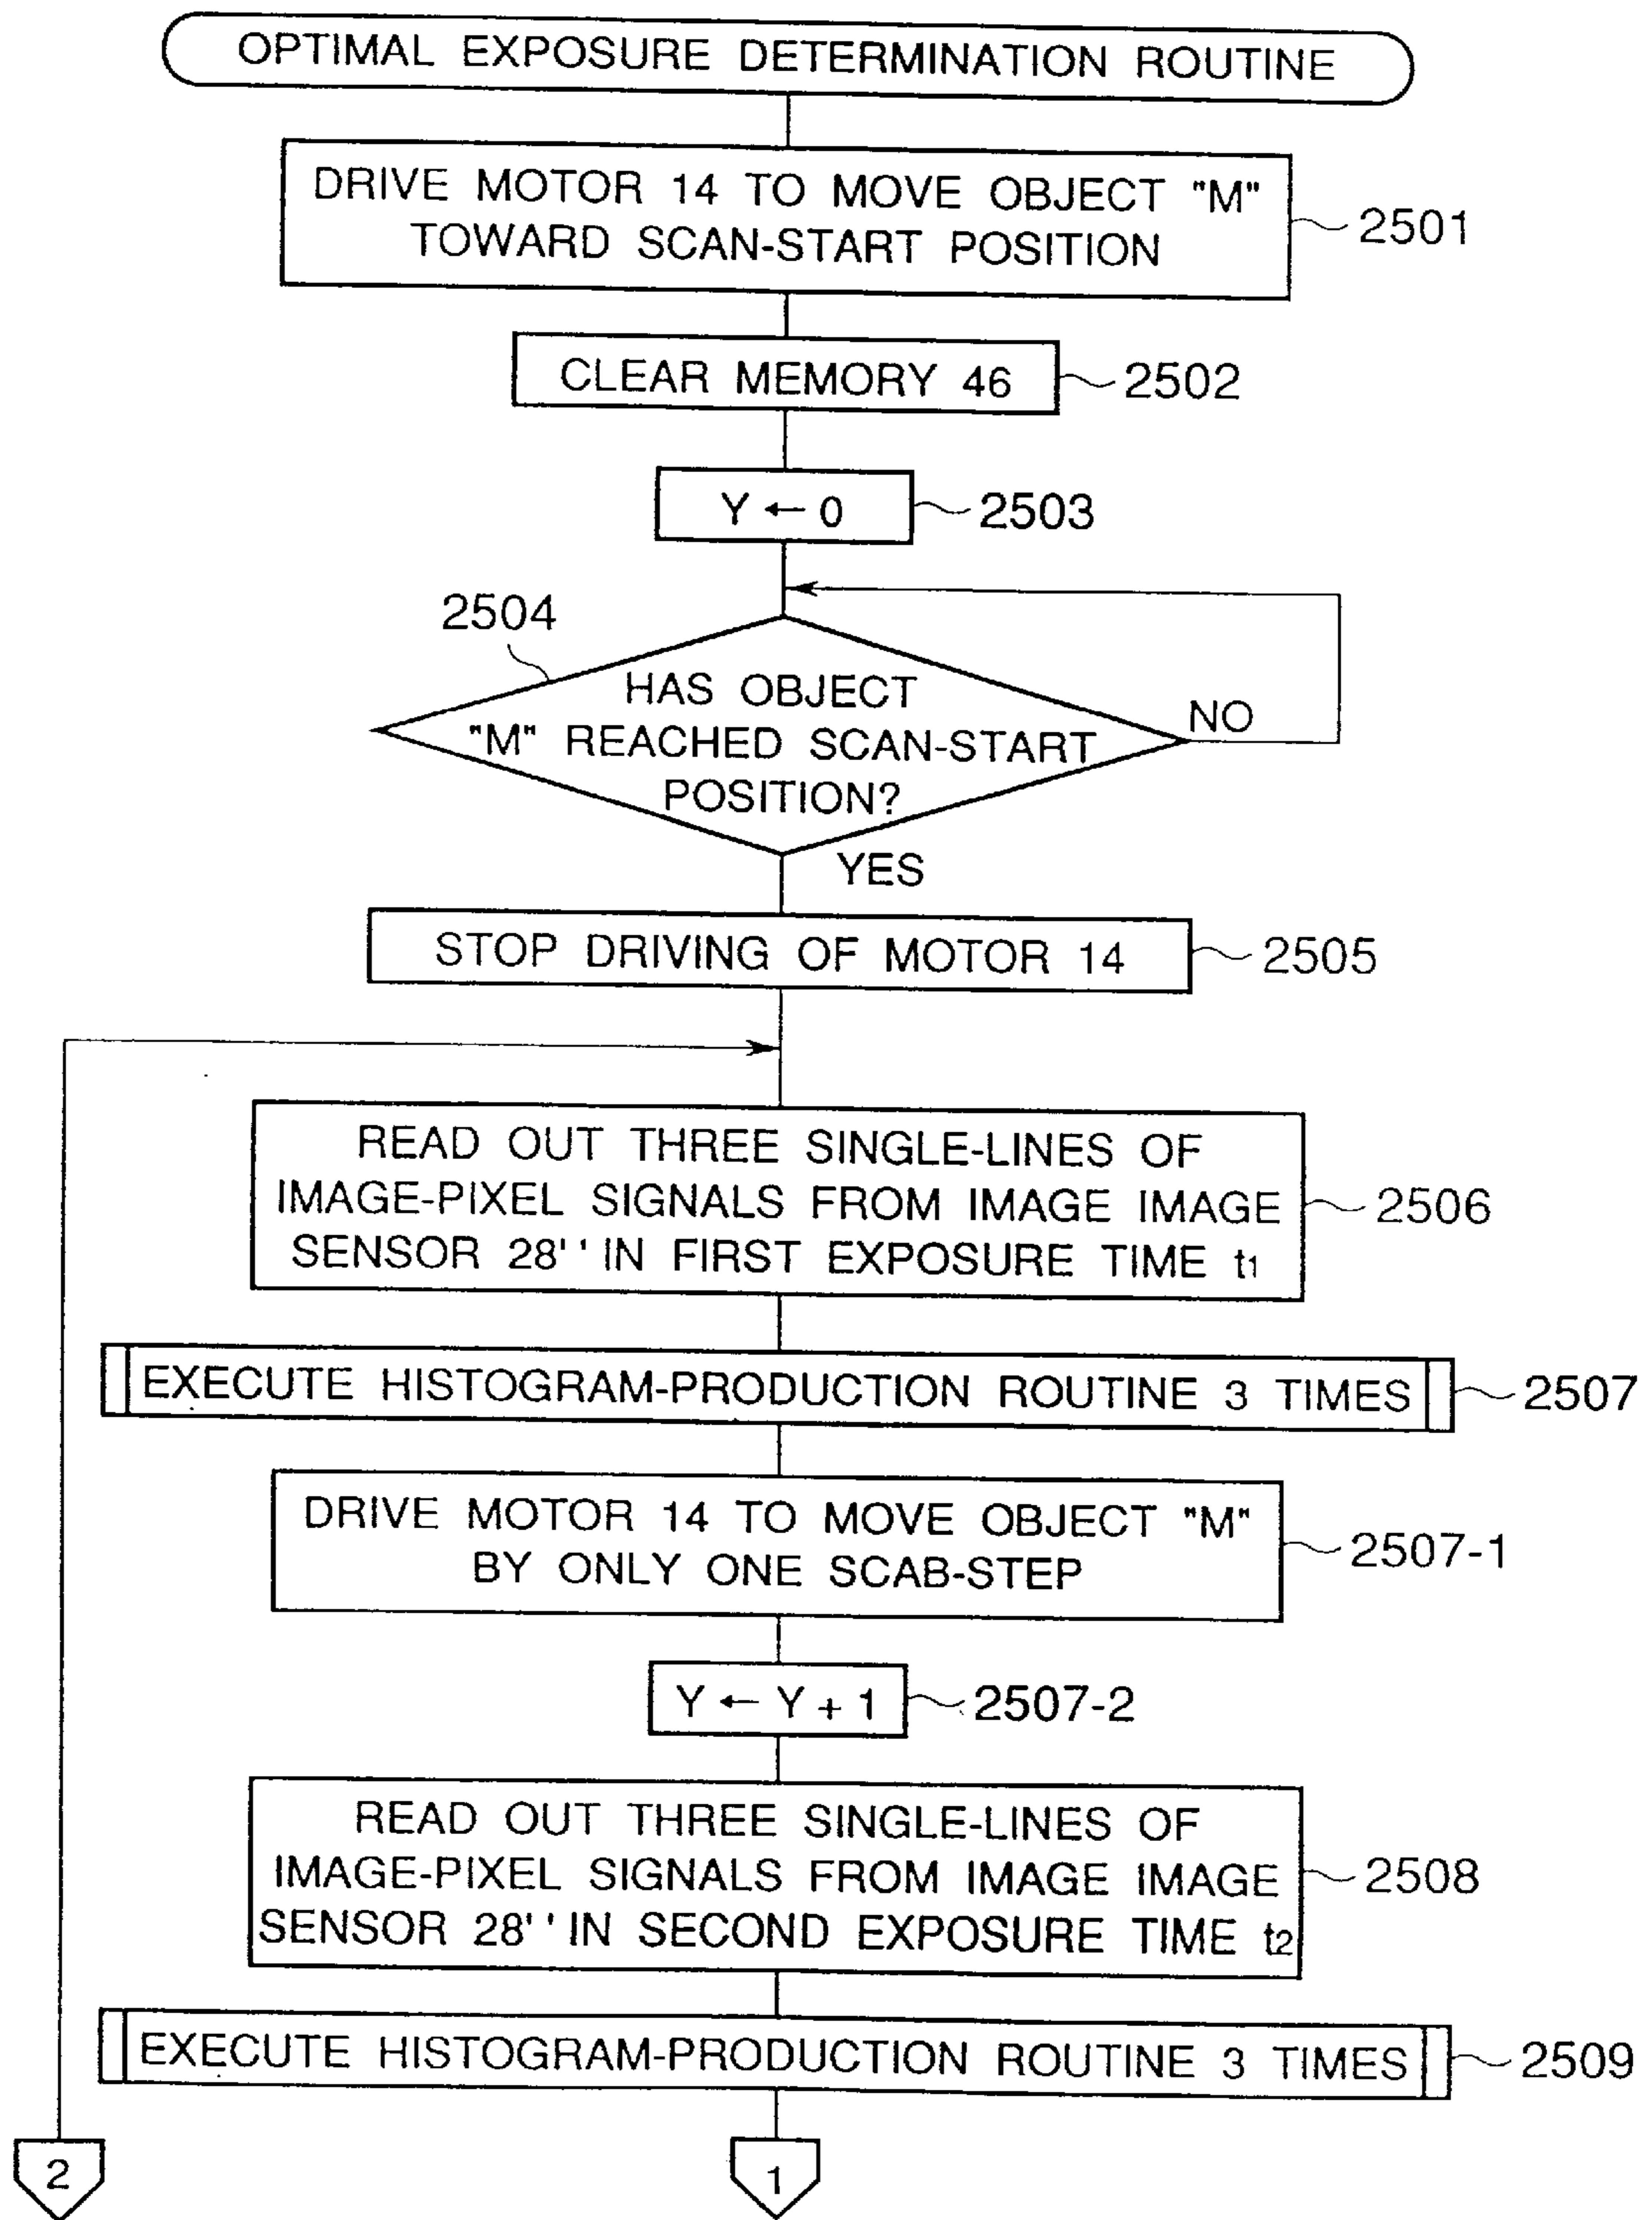 OPTIMAL EXPOSURE DETERMINATION ROUTINE
DRIVE MOTOR 14 TO MOVE OBJECT "M"
TOWARD SCAN-START POSITION
2501
CLEAR MEMORY 46
2502
Y ← 0
2503
2504
HAS OBJECT
"M" REACHED SCAN-START
POSITION?
NO
YES
STOP DRIVING OF MOTOR 14
2505
READ OUT THREE SINGLE-LINES OF
IMAGE-PIXEL SIGNALS FROM IMAGE IMAGE
SENSOR 28'' IN FIRST EXPOSURE TIME t1
2506
EXECUTE HISTOGRAM-PRODUCTION ROUTINE 3 TIMES
2507
DRIVE MOTOR 14 TO MOVE OBJECT "M"
BY ONLY ONE SCAB-STEP
2507-1
Y ← Y + 1
2507-2
READ OUT THREE SINGLE-LINES OF
IMAGE-PIXEL SIGNALS FROM IMAGE IMAGE
SENSOR 28'' IN SECOND EXPOSURE TIME t2
2508
EXECUTE HISTOGRAM-PRODUCTION ROUTINE 3 TIMES
2509
2
1